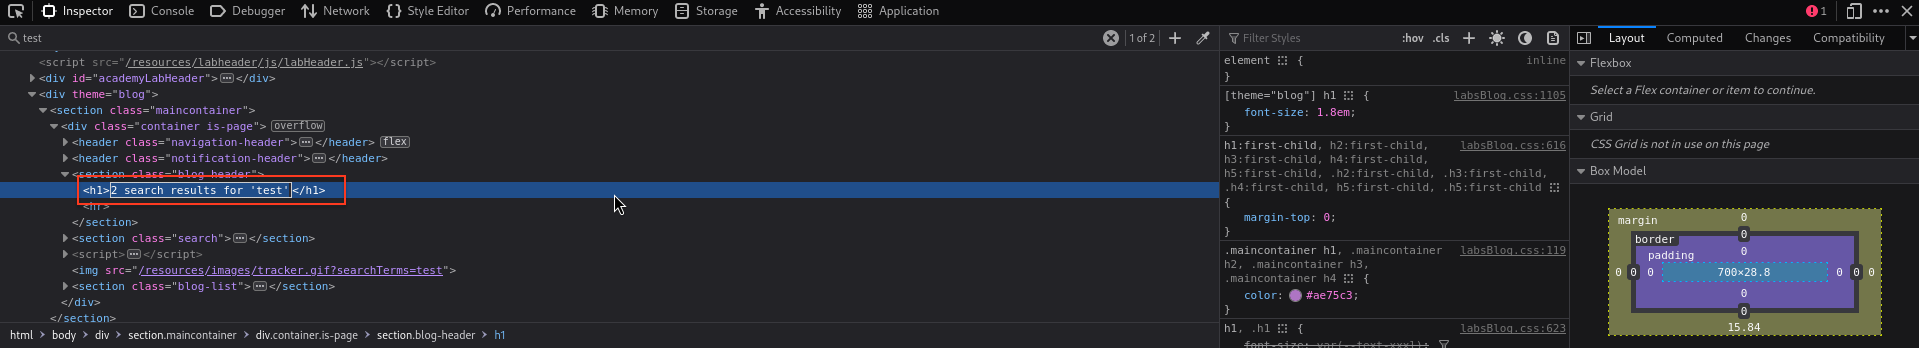 Inspector Console Debugger Network Style Editor Performance Memory Storage Accessibility Application 1
test 1 of 2
<script src="/resources/labheader/js/labHeader.js"></script>
<div id="academyLabHeader"></div>
<div theme="blog">
<section class="maincontainer">
<div class="container is-page"> overflow
<header class="navigation-header"></header> flex
<header class="notification-header"></header>
<section class="blog-header">
<h1>2 search results for 'test'</h1>
<hr>
</section>
<section class="search"></section>
<script></script>
<img src="/resources/images/tracker.gif?searchTerms=test">
<section class="blog-list"></section>
</div>
</section>
html body div section.maincontainer div.container.is-page section.blog-header h1
Filter Styles :hov .cls
element { inline
}
[theme="blog"] h1 { labsBlog.css:1105
font-size: 1.8em;
}
h1:first-child, h2:first-child, labsBlog.css:616
h3:first-child, h4:first-child,
h5:first-child, .h2:first-child, .h3:first-child,
.h4:first-child, h5:first-child, .h5:first-child
{
margin-top: 0;
}
.maincontainer h1, .maincontainer labsBlog.css:119
h2, .maincontainer h3,
.maincontainer h4 {
color: #ae75c3;
}
h1, .h1 { labsBlog.css:623
font-size: var(--text-xxxl);
Layout Computed Changes Compatibility
Flexbox
Select a Flex container or item to continue.
Grid
CSS Grid is not in use on this page
Box Model
margin 0
border 0
padding 0
0 0 0 700×28.8 0 0 0
0
0
15.84